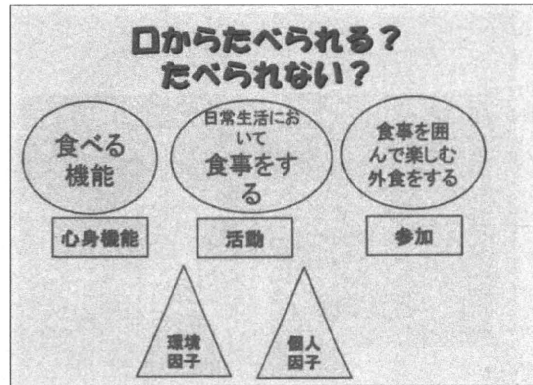 口からたべられる?
たべられない?
食べる
機能
日常生活にお
いて
食事をす
る
食事を囲
んで楽しむ
外食をする
心身機能
活動
参加
環境
因子
個人
因子